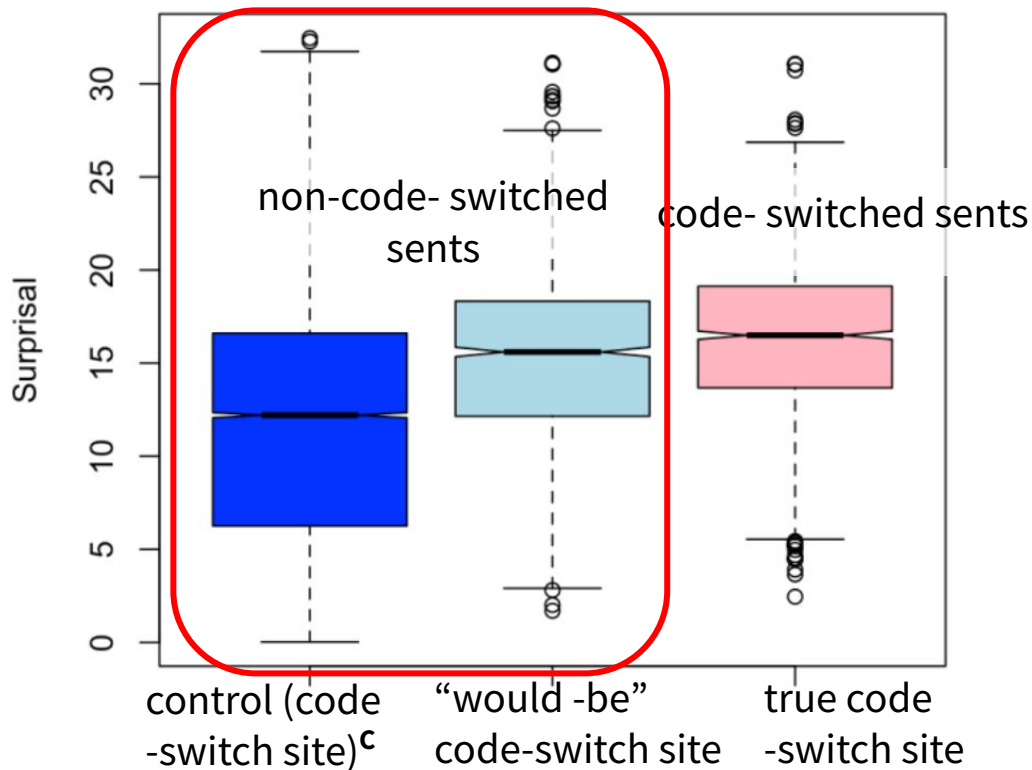 Surprisal
30
25
20
15
10
5
0
non-code- switched
sents
code- switched sents
control (code
-switch site)ᶜ
“would -be”
code-switch site
true code
-switch site